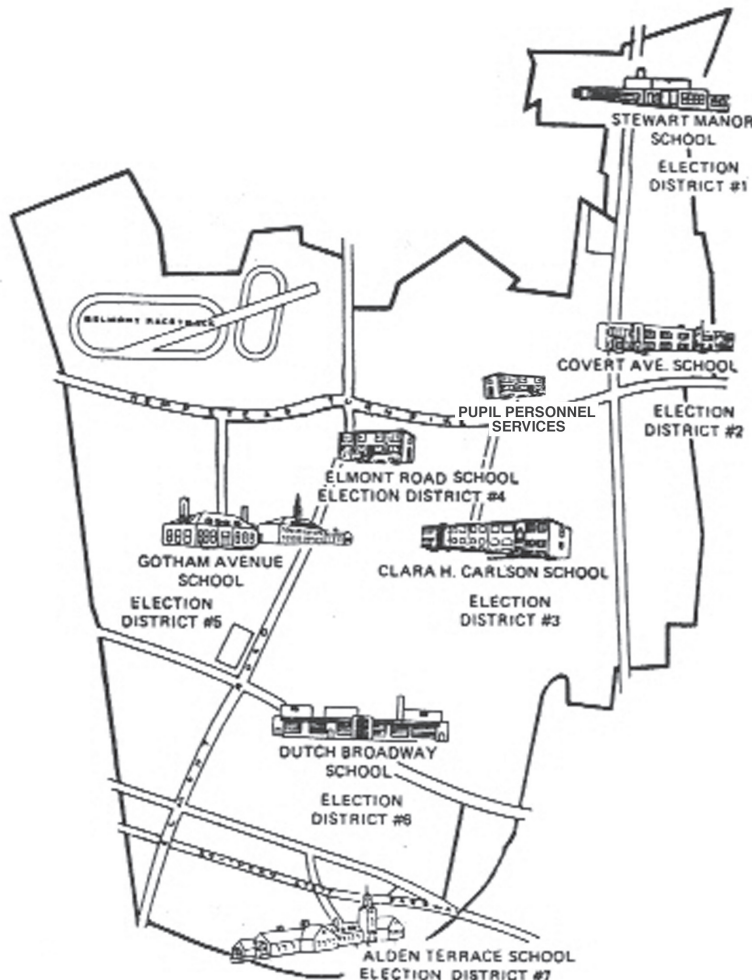 STEWART MANOR
SCHOOL
ELECTION
DISTRICT #1
BELMONT RACETRACK
COVERT AVE. SCHOOL
ELECTION
DISTRICT #2
PUPIL PERSONNEL
SERVICES
ELMONT ROAD SCHOOL
ELECTION DISTRICT #4
GOTHAM AVENUE
SCHOOL
ELECTION
DISTRICT #5
CLARA H. CARLSON SCHOOL
ELECTION
DISTRICT #3
DUTCH BROADWAY
SCHOOL
ELECTION
DISTRICT #6
ALDEN TERRACE SCHOOL
ELECTION DISTRICT #7